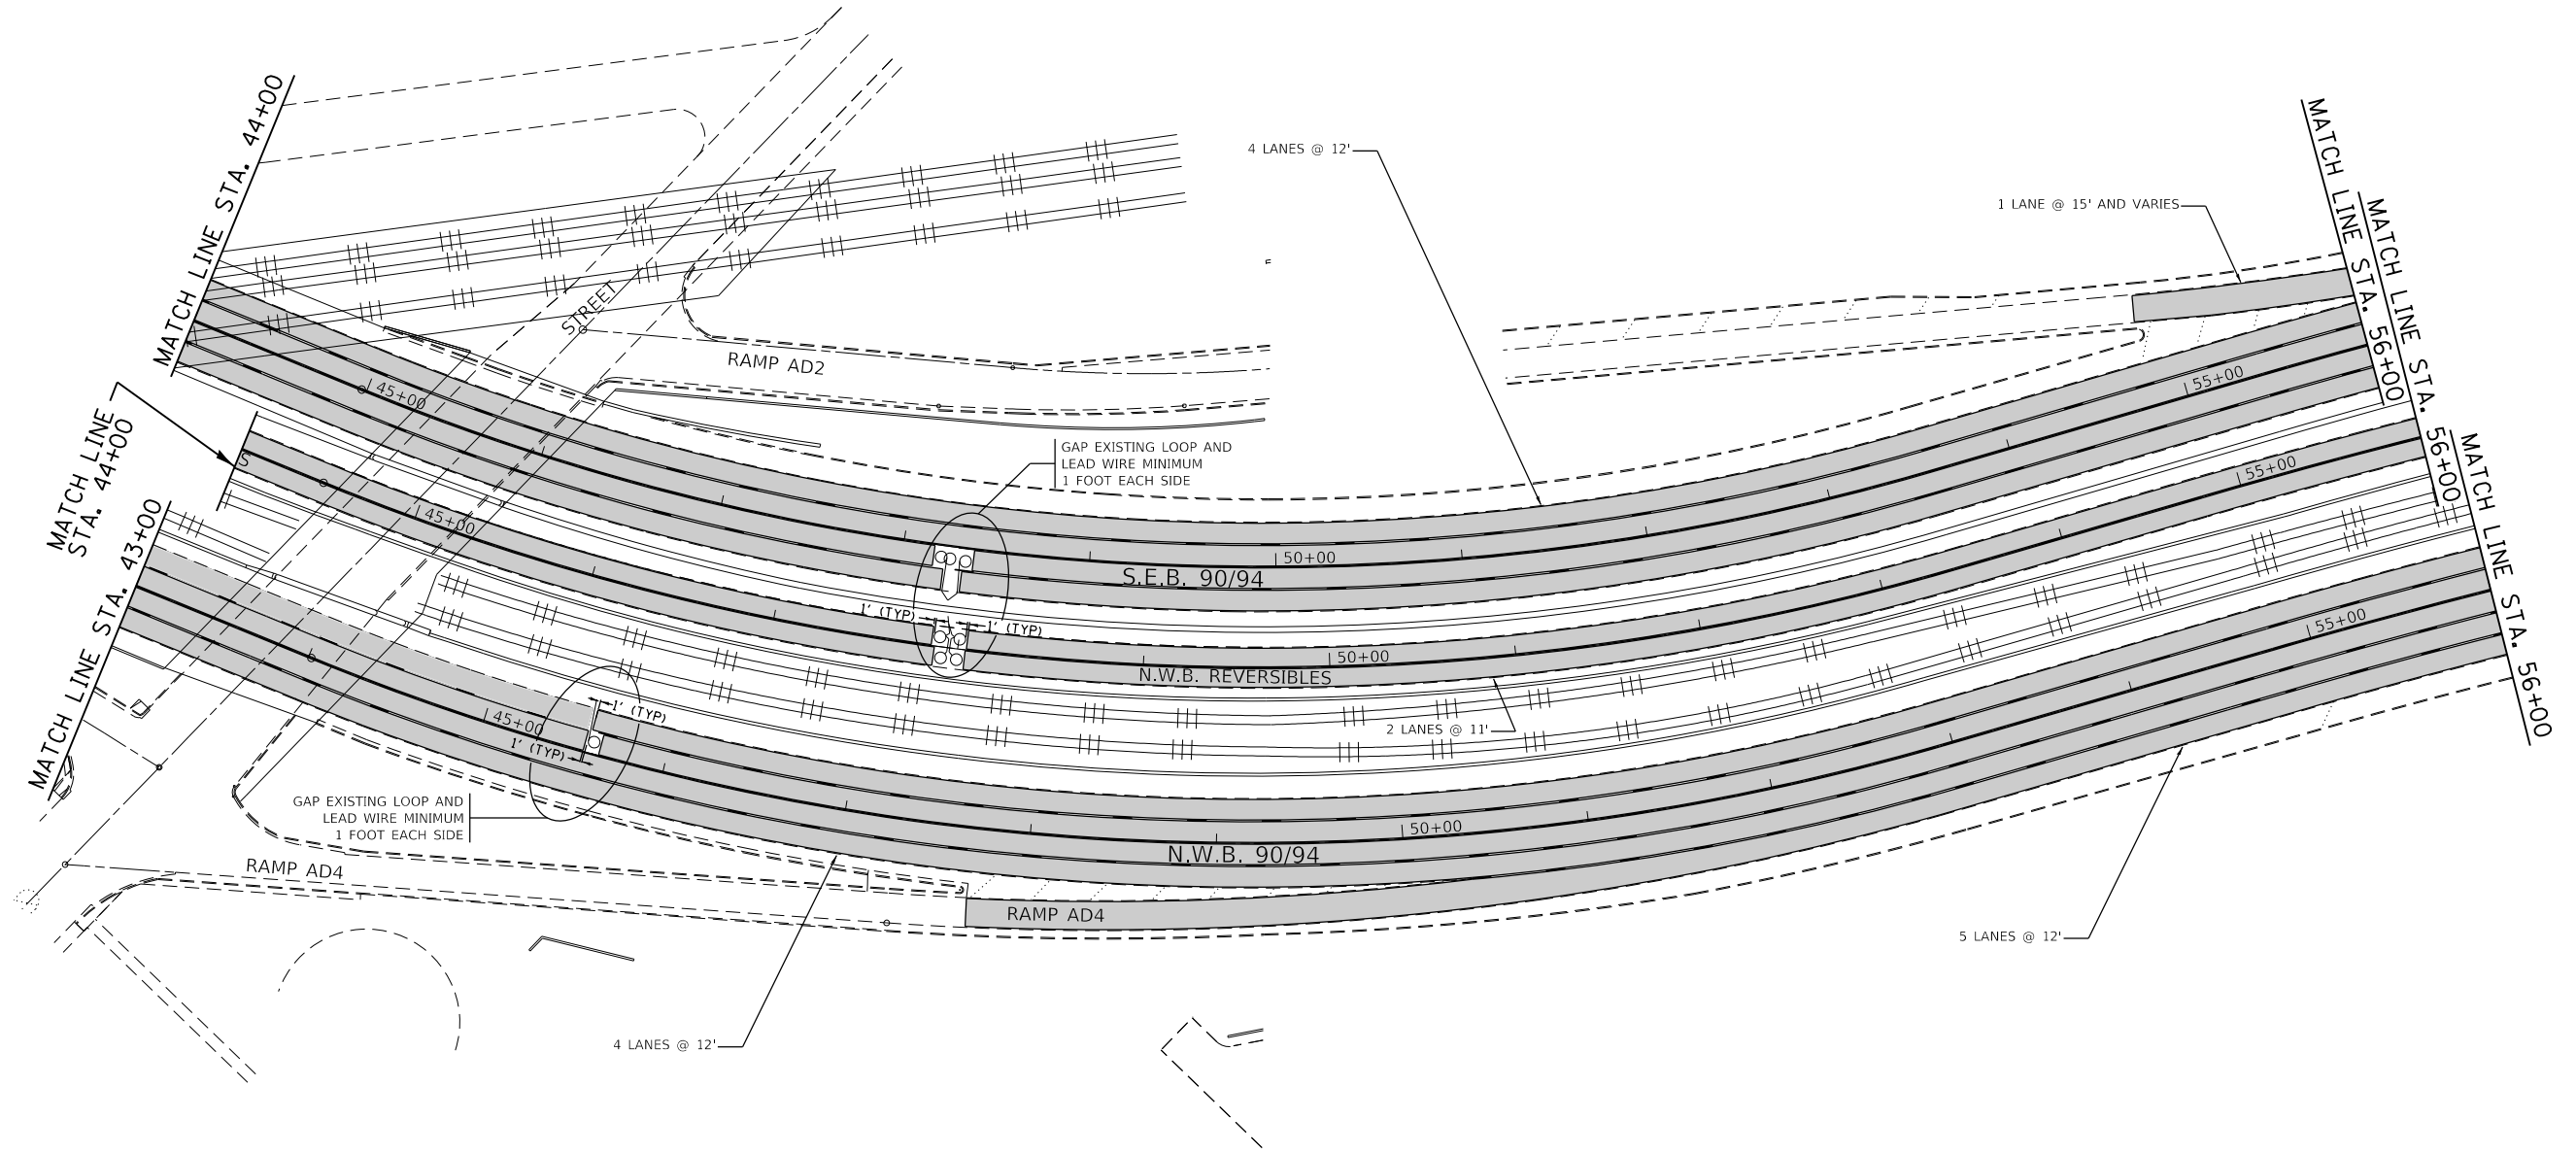 MATCH LINE STA. 44+00
4 LANES @ 12'
MATCH LINE STA. 56+00
1 LANE @ 15' AND VARIES
MATCH LINE STA. 56+00
STREET
RAMP AD2
45+00
55+00
MATCH LINE
STA. 44+00
GAP EXISTING LOOP AND
LEAD WIRE MINIMUM
1 FOOT EACH SIDE
S
45+00
55+00
MATCH LINE STA. 56+00
MATCH LINE STA. 43+00
50+00
S.E.B. 90/94
1' (TYP)
1' (TYP)
50+00
N.W.B. REVERSIBLES
55+00
1' (TYP)
45+00
2 LANES @ 11'
1' (TYP)
GAP EXISTING LOOP AND
LEAD WIRE MINIMUM
1 FOOT EACH SIDE
50+00
N.W.B. 90/94
RAMP AD4
RAMP AD4
5 LANES @ 12'
4 LANES @ 12'